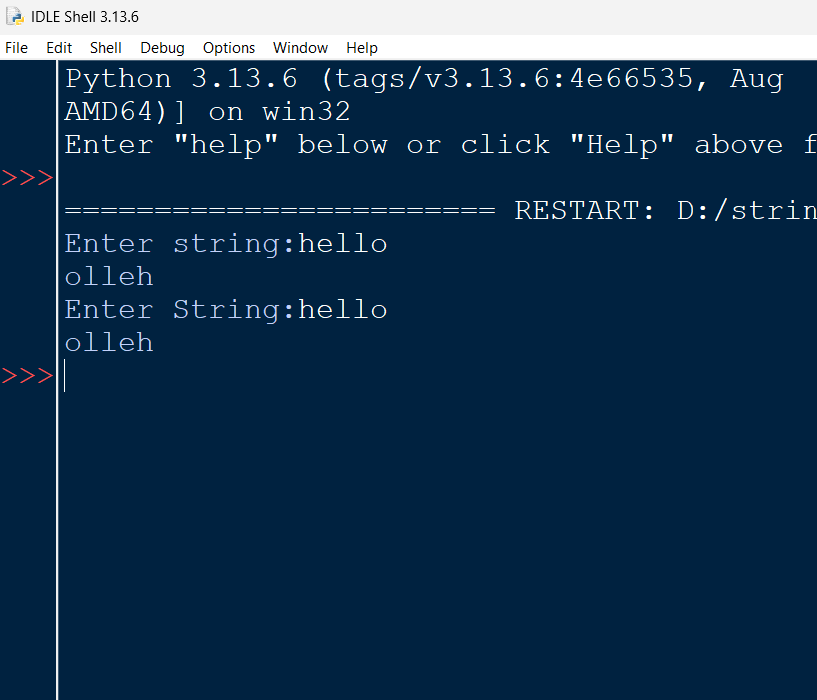 IDLE Shell 3.13.6
File Edit Shell Debug Options Window Help
Python 3.13.6 (tags/v3.13.6:4e66535, Aug
AMD64)] on win32
Enter "help" below or click "Help" above f
>>>
======================== RESTART: D:/strin
Enter string:hello
olleh
Enter String:hello
olleh
>>>